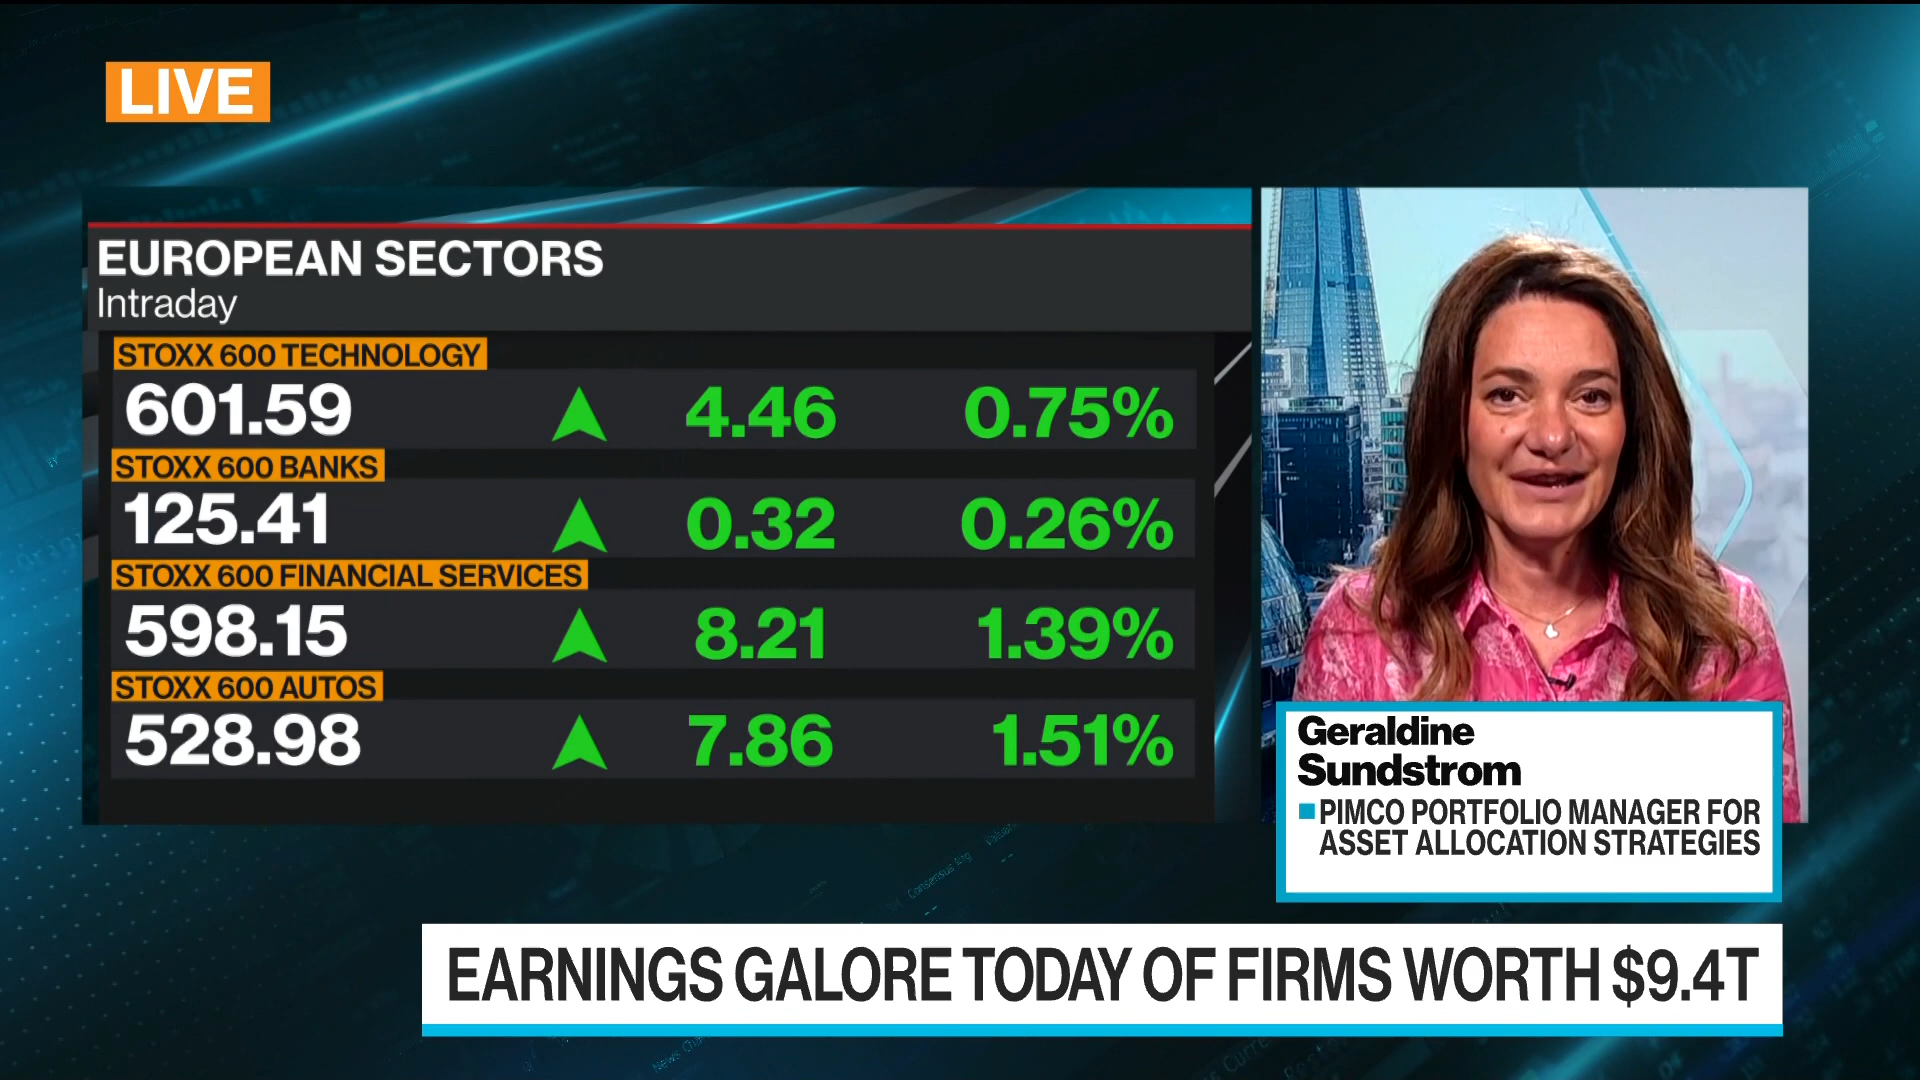 LIVE
EUROPEAN SECTORS
Intraday
STOXX 600 TECHNOLOGY
601.59 4.46 0.75%
STOXX 600 BANKS
125.41 0.32 0.26%
STOXX 600 FINANCIAL SERVICES
598.15 8.21 1.39%
STOXX 600 AUTOS
528.98 7.86 1.51%
Geraldine
Sundstrom
PIMCO PORTFOLIO MANAGER FOR
ASSET ALLOCATION STRATEGIES
EARNINGS GALORE TODAY OF FIRMS WORTH $9.4T